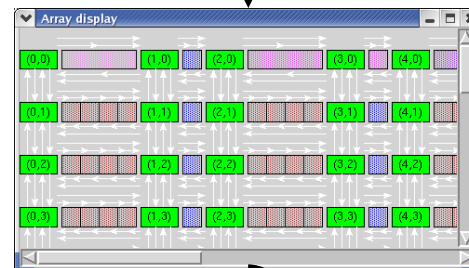 Array display
(0,0) (1,0) (2,0) (3,0) (4,0)
(0,1) (1,1) (2,1) (3,1) (4,1)
(0,2) (1,2) (2,2) (3,2) (4,2)
(0,3) (1,3) (2,3) (3,3) (4,3)